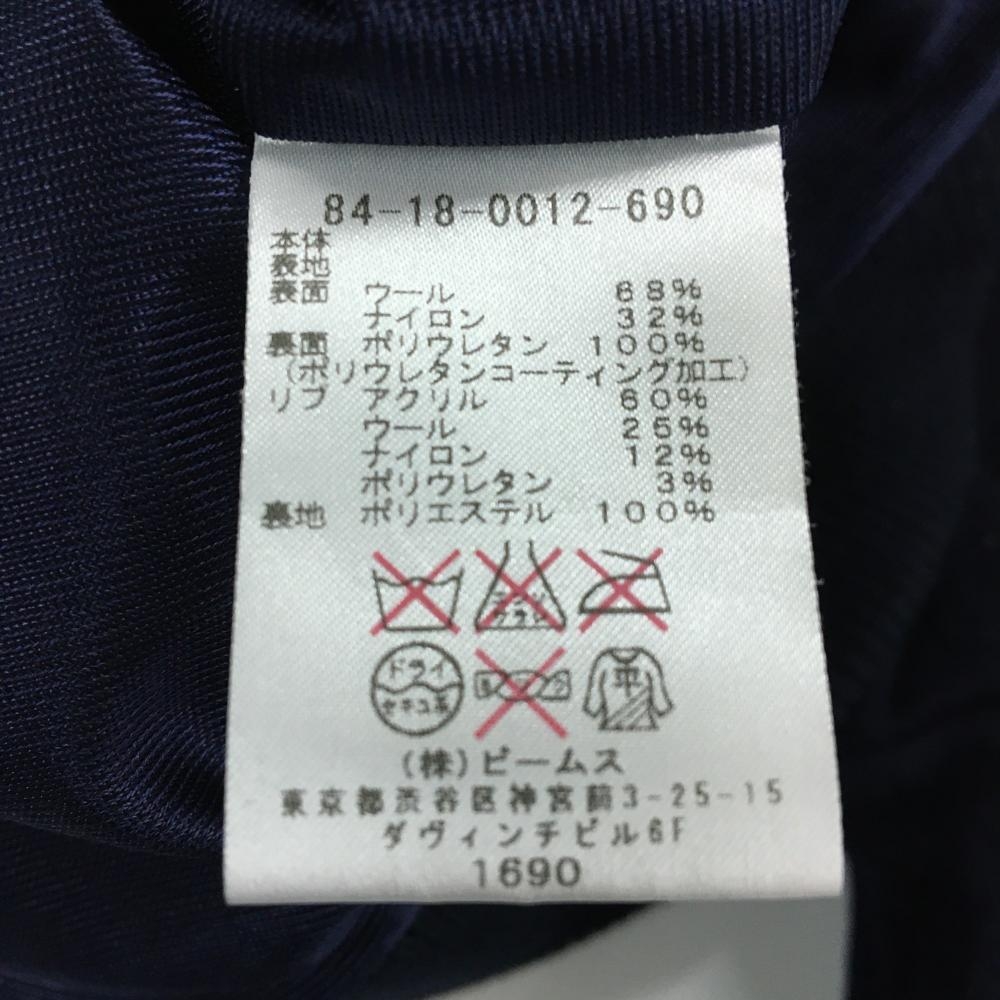 84-18-0012-690
本体
表地
表面 ウール 68%
ナイロン 32%
裏面 ポリウレタン 100%
(ポリウレタンコーティング加工)
リブ アクリル 60%
ウール 25%
ナイロン 12%
ポリウレタン 3%
裏地 ポリエステル 100%
ドライ
セキユ系
平
(株)ビームス
東京都渋谷区神宮前3-25-15
ダヴィンチビル6F
1690